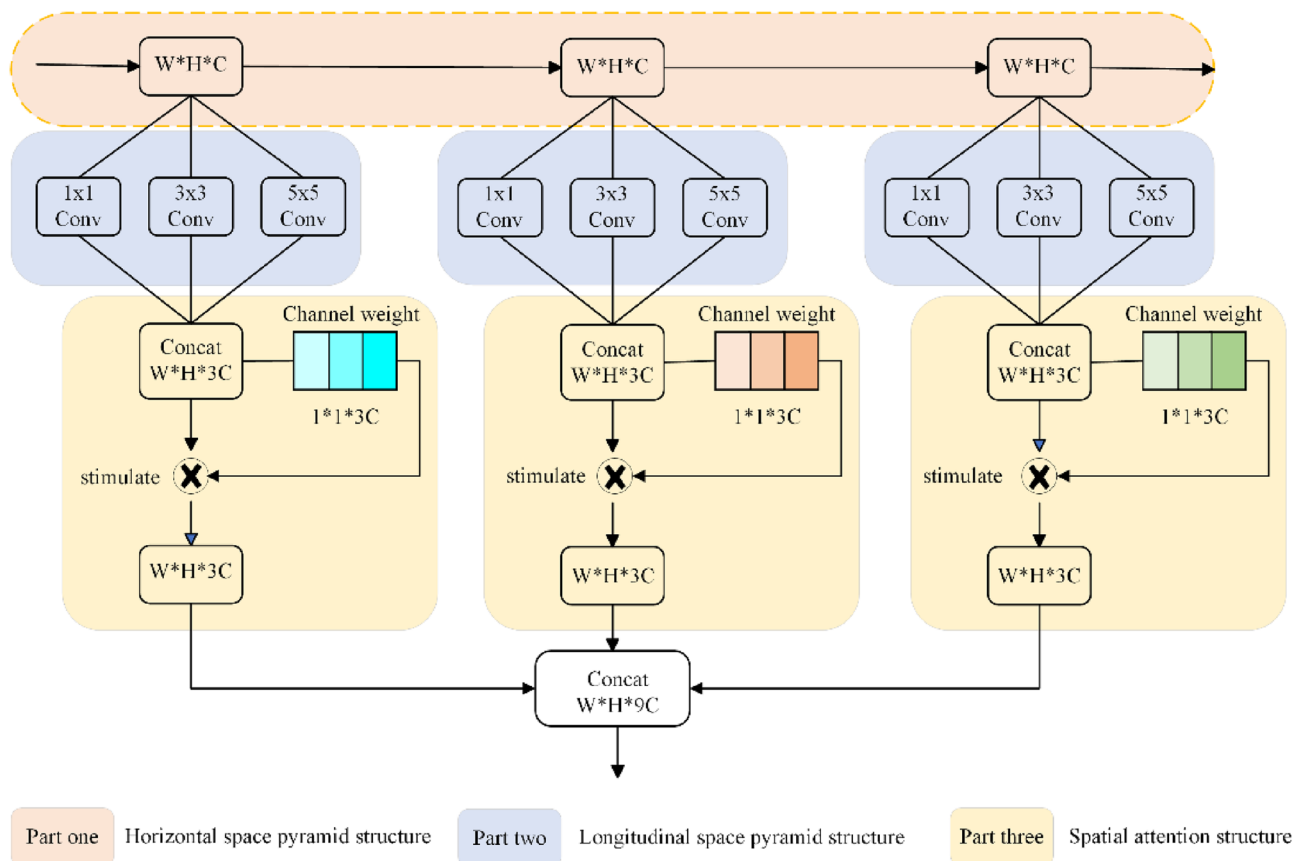 W*H*C
W*H*C
W*H*C
1x1
Conv
3x3
Conv
5x5
Conv
1x1
Conv
3x3
Conv
5x5
Conv
1x1
Conv
3x3
Conv
5x5
Conv
Channel weight
Concat
W*H*3C
1*1*3C
stimulate
W*H*3C
Channel weight
Concat
W*H*3C
1*1*3C
stimulate
W*H*3C
Channel weight
Concat
W*H*3C
1*1*3C
stimulate
W*H*3C
Concat
W*H*9C
Part one Horizontal space pyramid structure
Part two Longitudinal space pyramid structure
Part three Spatial attention structure